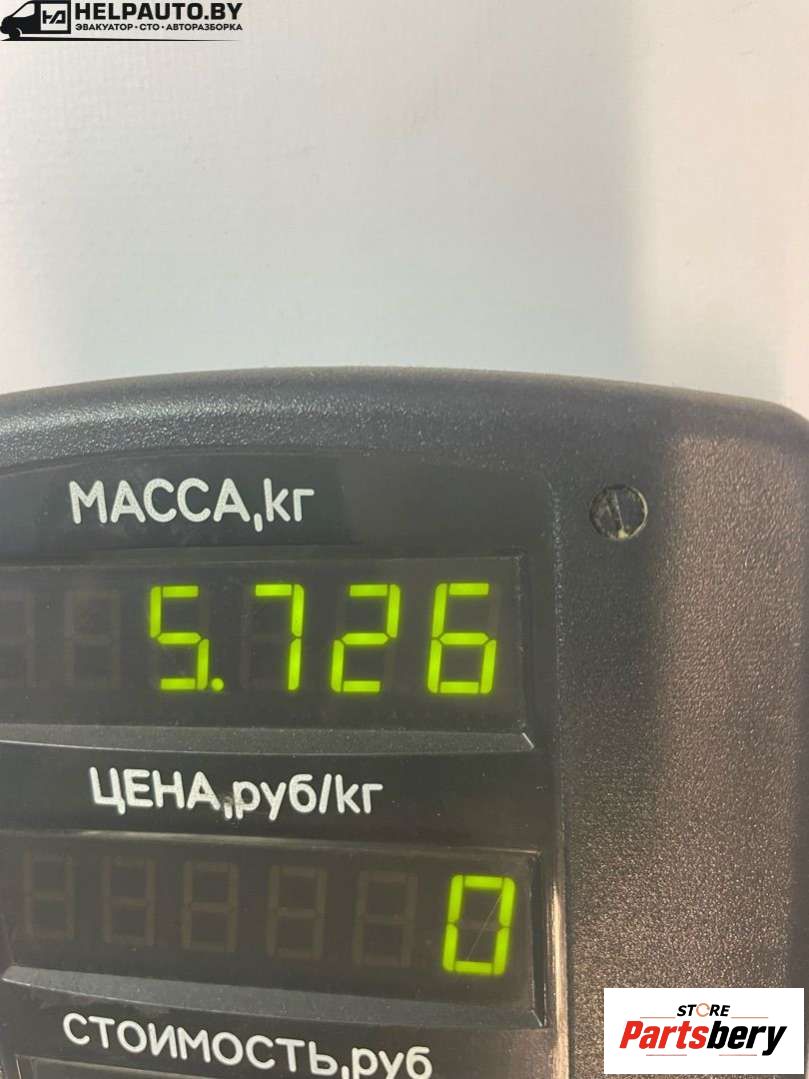 HELPAUTO.BY
ЭВАКУАТОР • СТО • АВТОРАЗБОРКА
МАССА,кг
5.726
ЦЕНА,руб/кг
0
СТОИМОСТЬ,руб
STORE
Partsbery